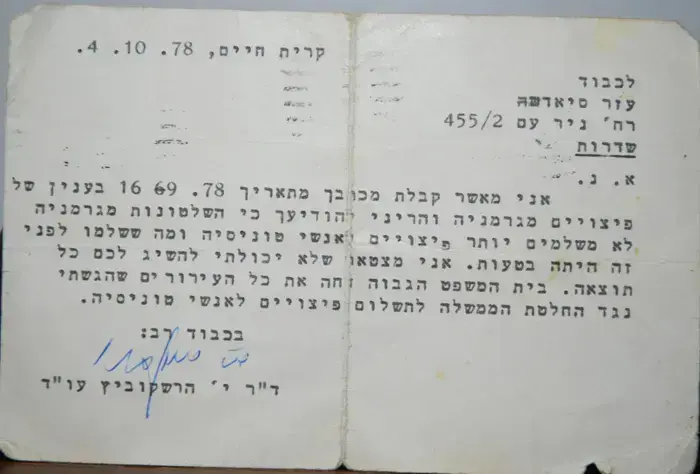 קרית חיים, 4. 10. 78.
לכבוד
עזר סיאדה
רח' ניר עם 455/2
שדרות
א. נ.
אני מאשר קבלת מכתבך מתאריך 16 9. 78. בענין של
פיצויים מגרמניה והריני להודיעך כי השלטונות מגרמניה
לא משלמים יותר פיצויים לאנשי טוניסיה ומה ששלמו לפני
זה היתה בטעות. אני מצטאר שלא יכולתי להשיג לכם כל
תוצאה. בית המשפט הגבוה דחה את כל העירורים שהגשתי
נגד החלטת הממשלה לתשלום פיצויים לאנשי טוניסיה.
בכבוד רב:
ד"ר י' הרשקוביץ עו"ד